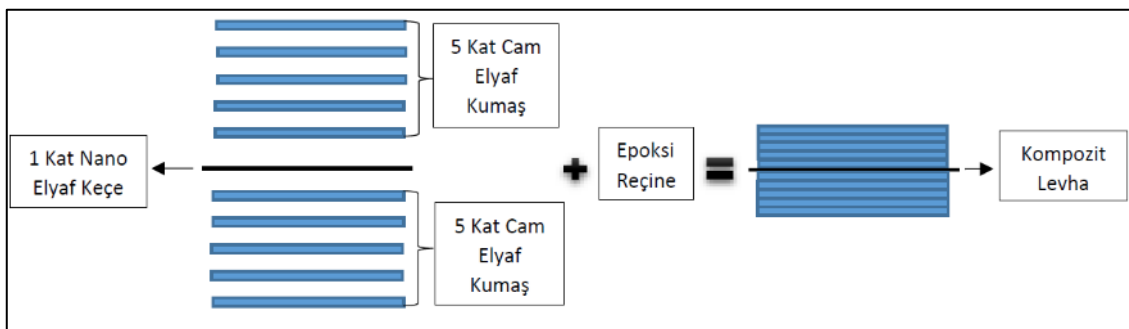 5 Kat Cam
Elyaf
Kumaş
1 Kat Nano
Elyaf Keçe
Epoksi
Reçine
Kompozit
Levha
5 Kat Cam
Elyaf
Kumaş